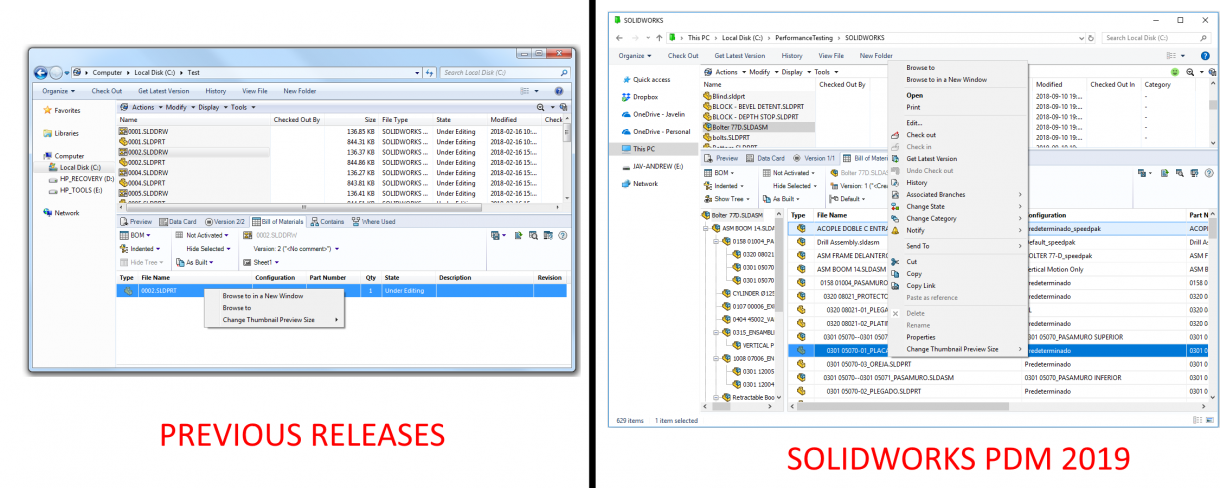 Computer ▸ Local Disk (C:) ▸ Test
Search Local Disk (C:)
Organize ▾ Check Out Get Latest Version History View File New Folder
Favorites
Libraries
Computer
Local Disk (C:)
HP_RECOVERY (D:)
HP_TOOLS (E:)
Network
Actions ▾ Modify ▾ Display ▾ Tools ▾
Name Checked Out By Size File Type State Modified Check
0001.SLDDRW 136.85 KB SOLIDWORKS ... Under Editing 2018-02-16 10:...
0001.SLDPRT 844.31 KB SOLIDWORKS ... Under Editing 2018-02-16 13:...
0002.SLDDRW 136.37 KB SOLIDWORKS ... Under Editing 2018-02-16 10:...
0002.SLDPRT 844.86 KB SOLIDWORKS ... Under Editing 2018-02-16 15:...
0004.SLDDRW 136.27 KB SOLIDWORKS ... Under Editing 2018-02-16 15:...
0004.SLDPRT 843.81 KB SOLIDWORKS ... Under Editing 2018-02-16 15:...
0005.SLDDRW 136.41 KB SOLIDWORKS ... Under Editing 2018-02-16 15:...
Preview Data Card Version 2/2 Bill of Materials Contains Where Used
BOM ▾ Not Activated ▾ 0002.SLDDRW
Indented ▾ Hide Selected ▾ Version: 2 ("<No comment>") ▾
Hide Tree ▾ As Built ▾ Sheet1 ▾
Type File Name Configuration Part Number Qty State Description Revision
0002.SLDPRT 1 Under Editing
Browse to in a New Window
Browse to
Change Thumbnail Preview Size
PREVIOUS RELEASES
SOLIDWORKS
This PC › Local Disk (C:) › PerformanceTesting › SOLIDWORKS
Search Local Disk (C:)
Organize ▾ Check Out Get Latest Version History View File New Folder
Quick access
Dropbox
OneDrive - Javelin
OneDrive - Personal
This PC
JAV-ANDREW (E:)
Network
Actions ▾ Modify ▾ Display ▾ Tools ▾
Name Checked Out By Modified Checked Out In Category
Blind.sldprt 2018-09-10 19:... -
BLOCK - BEVEL DETENT.SLDPRT 2018-09-10 19:... -
BLOCK - DEPTH STOP.SLDPRT 2018-09-10 19:... -
Bolter 77D.SLDASM 2018-09-10 19:... -
bolts.SLDPRT 2018-09-10 19:... -
Preview Data Card Version 1/1 Bill of Materi
BOM ▾ Not Activated ▾ Bolter 77D.SLDA
Indented ▾ Hide Selected ▾ Version: 1 ("<Crea
Show Tree ▾ As Built ▾ Default ▾
Bolter 77D.SLDASM
ASM BOOM 14.SLDA
0158 01004_PA
0320 08021
0301 05070
0301 05070
CYLINDER Ø125
0107 00006_EX
0404 45002_VA
0315_ENSAMBL
VERTICAL P
1008 07006_EN
0301 12005
0301 12004
Retractable Boo
Type File Name onfiguration Part N
ACOPLE DOBLE C ENTRA redeterminado_speedpak ACOPI
Drill Assembly.sldasm efault_speedpak Drill A
ASM FRAME DELANTERO OLTER 77-D_speedpak ASM F
ASM BOOM 14.SLDASM ertical Motion Only ASM B
0158 01004_PASAMURO redeterminado 0158 0
0320 08021_PROTECTO redeterminado 0320 0
0320 08021-01_PLEGA L 0320 0
0320 08021-02_PLATIN redeterminado 0320 0
0301 05070--0301 0507 301 05070_PASAMURO SUPERIOR 0301 0
0301 05070-01_PLACA redeterminado 0301 0
0301 05070-03_OREJA.SLDPRT Predeterminado 0301 0
0301 05070--0301 05071_PASAMURO.SLDASM 0301 05070_PASAMURO INFERIOR 0301 0
0301 05070-02_PLEGADO.SLDPRT Predeterminado 0301 0
Browse to
Browse to in a New Window
Open
Print
Edit...
Check out
Check in
Get Latest Version
Undo Check out
History
Associated Branches
Change State
Change Category
Notify
Send To
Cut
Copy
Copy Link
Paste as reference
Delete
Rename
Properties
Change Thumbnail Preview Size
629 items 1 item selected
SOLIDWORKS PDM 2019